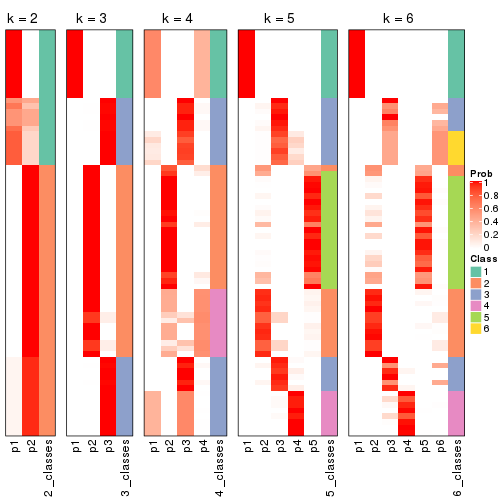 k = 2
k = 3
k = 4
k = 5
k = 6
Prob
1
0.8
0.6
0.4
0.2
0
Class
1
2
3
4
5
6
p1
p2
2_classes
p1
p2
p3
3_classes
p1
p2
p3
p4
4_classes
p1
p2
p3
p4
p5
5_classes
p1
p2
p3
p4
p5
p6
6_classes